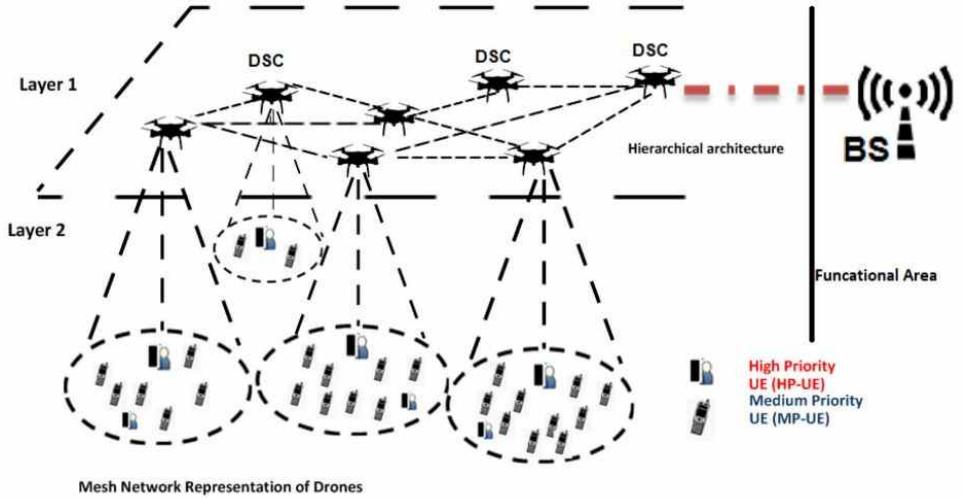 DSC
DSC
DSC
Layer 1
Hierarchical architecture
BS
Layer 2
Funcational Area
High Priority
UE (HP-UE)
Medium Priority
UE (MP-UE)
Mesh Network Representation of Drones